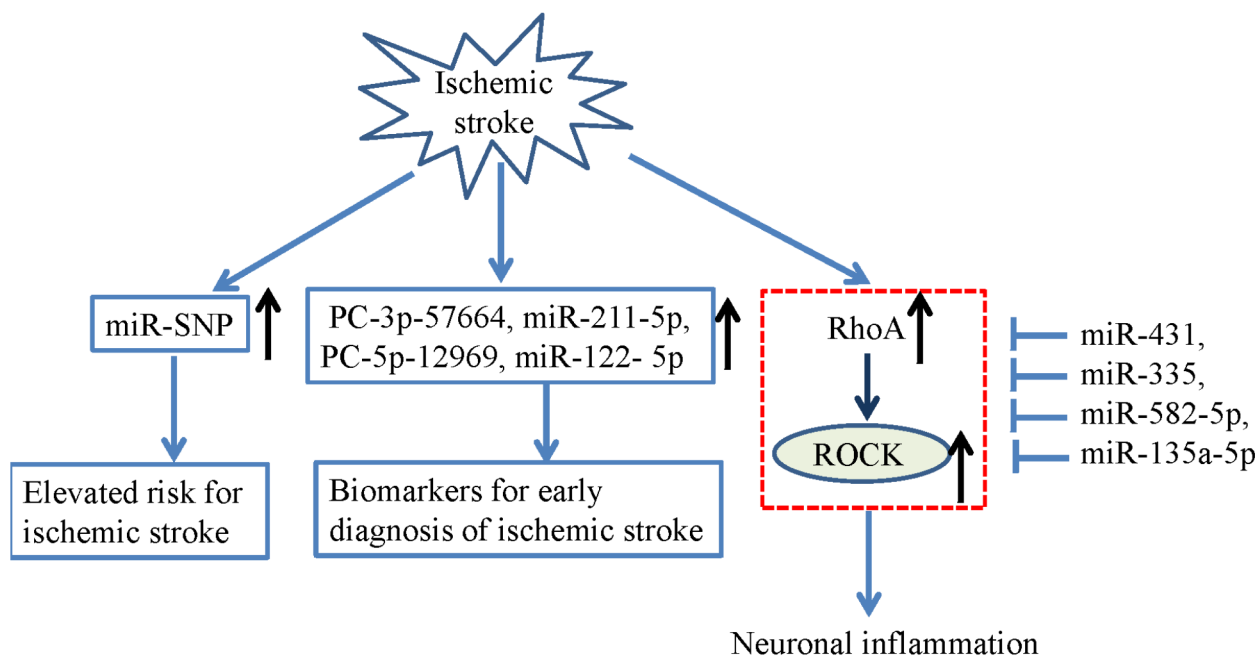 Ischemic
stroke
miR-SNP
PC-3p-57664, miR-211-5p,
PC-5p-12969, miR-122- 5p
RhoA
ROCK
miR-431,
miR-335,
miR-582-5p,
miR-135a-5p
Elevated risk for
ischemic stroke
Biomarkers for early
diagnosis of ischemic stroke
Neuronal inflammation